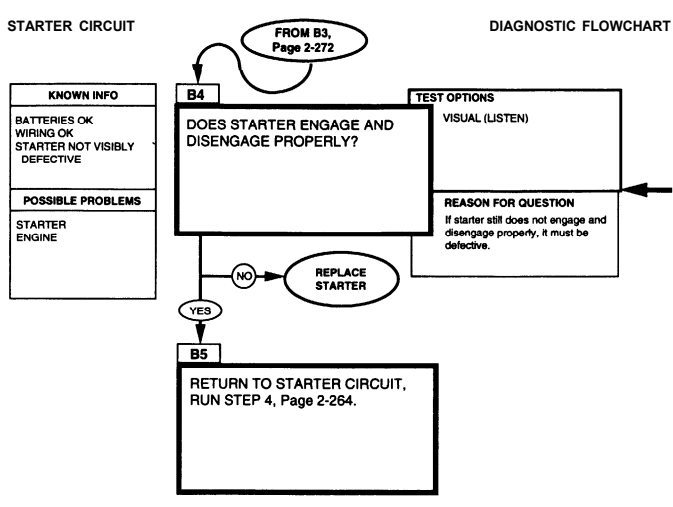 STARTER CIRCUIT
DIAGNOSTIC FLOWCHART
FROM B3,
Page 2-272
KNOWN INFO
BATTERIES OK
WIRING OK
STARTER NOT VISIBLY
DEFECTIVE
POSSIBLE PROBLEMS
STARTER
ENGINE
B4
DOES STARTER ENGAGE AND
DISENGAGE PROPERLY?
TEST OPTIONS
VISUAL (LISTEN)
REASON FOR QUESTION
If starter still does not engage and
disengage properly, it must be
defective.
NO
REPLACE
STARTER
YES
B5
RETURN TO STARTER CIRCUIT,
RUN STEP 4, Page 2-264.